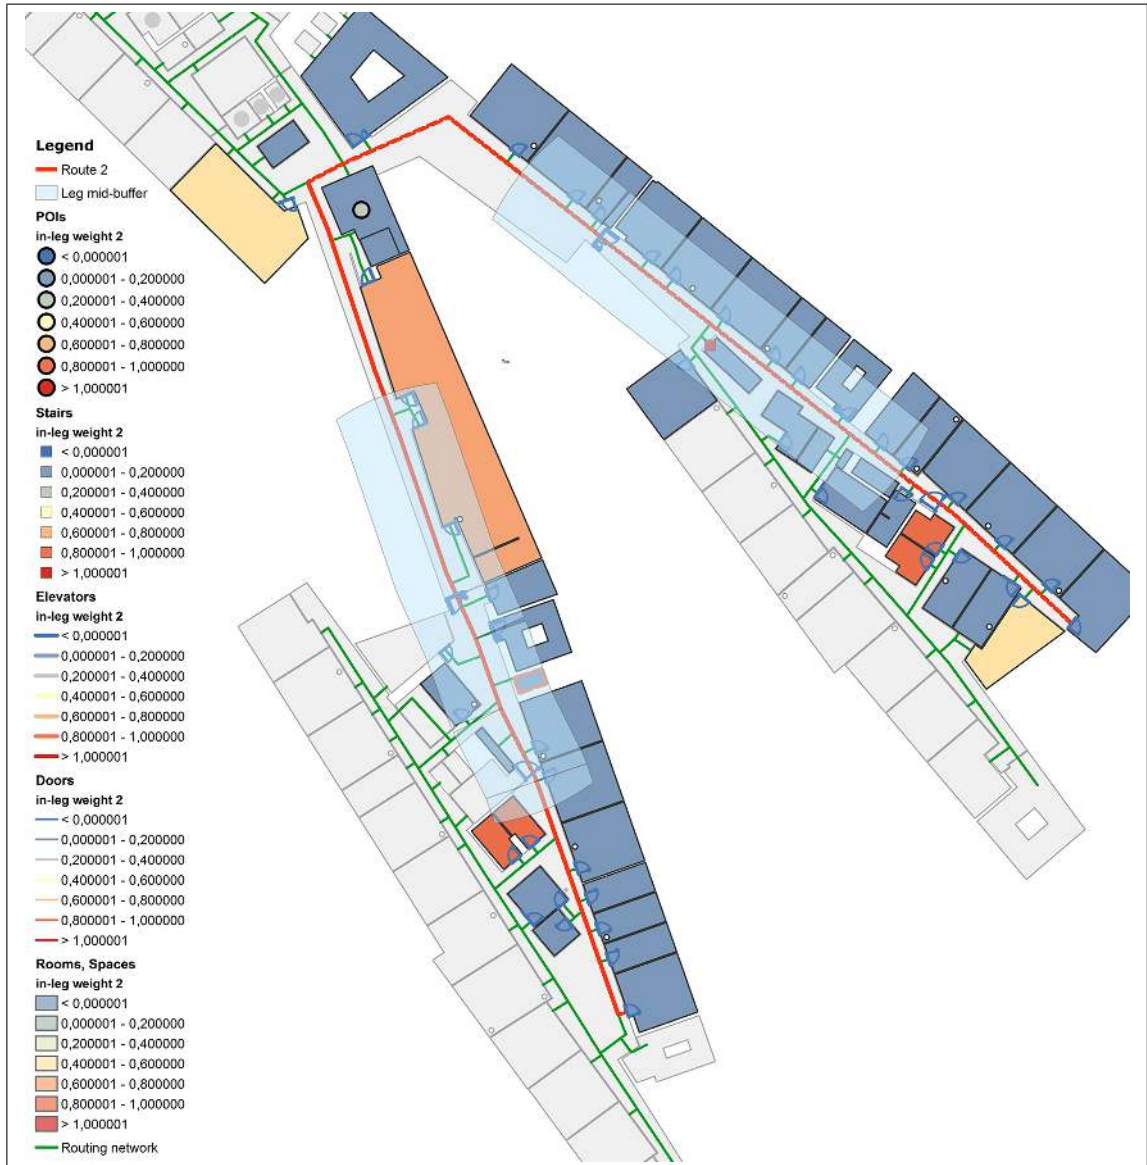 Legend
Route 2
Leg mid-buffer
POIs
in-leg weight 2
< 0,000001
0,000001 - 0,200000
0,200001 - 0,400000
0,400001 - 0,600000
0,600001 - 0,800000
0,800001 - 1,000000
> 1,000001
Stairs
in-leg weight 2
< 0,000001
0,000001 - 0,200000
0,200001 - 0,400000
0,400001 - 0,600000
0,600001 - 0,800000
0,800001 - 1,000000
> 1,000001
Elevators
in-leg weight 2
< 0,000001
0,000001 - 0,200000
0,200001 - 0,400000
0,400001 - 0,600000
0,600001 - 0,800000
0,800001 - 1,000000
> 1,000001
Doors
in-leg weight 2
< 0,000001
0,000001 - 0,200000
0,200001 - 0,400000
0,400001 - 0,600000
0,600001 - 0,800000
0,800001 - 1,000000
> 1,000001
Rooms, Spaces
in-leg weight 2
< 0,000001
0,000001 - 0,200000
0,200001 - 0,400000
0,400001 - 0,600000
0,600001 - 0,800000
0,800001 - 1,000000
> 1,000001
Routing network